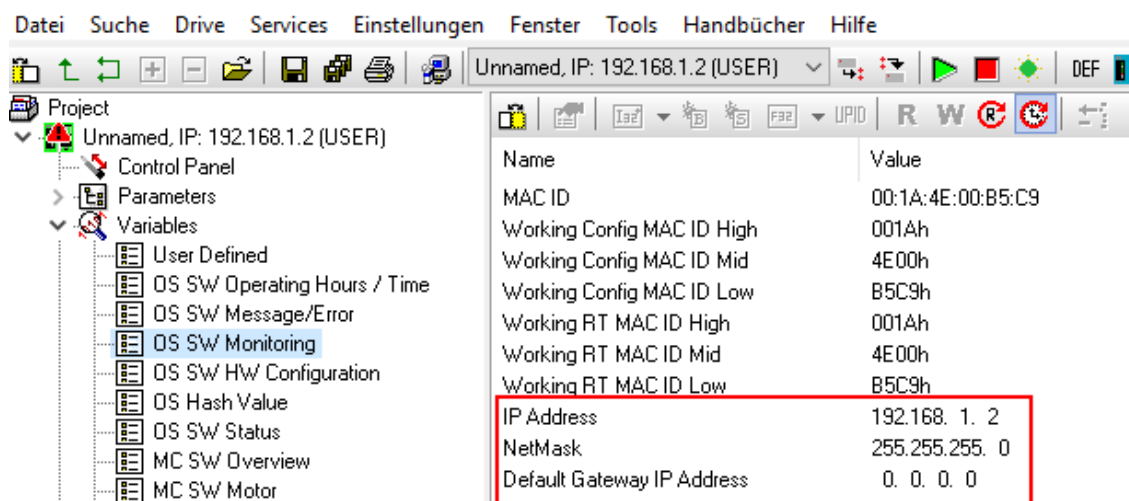 Datei Suche Drive Services Einstellungen Fenster Tools Handbücher Hilfe
Unnamed, IP: 192.168.1.2 (USER)
DEF
Project
Unnamed, IP: 192.168.1.2 (USER)
Control Panel
Parameters
Variables
User Defined
OS SW Operating Hours / Time
OS SW Message/Error
OS SW Monitoring
OS SW HW Configuration
OS Hash Value
OS SW Status
MC SW Overview
MC SW Motor
UPID R W R
Name Value
MAC ID 00:1A:4E:00:B5:C9
Working Config MAC ID High 001Ah
Working Config MAC ID Mid 4E00h
Working Config MAC ID Low B5C9h
Working RT MAC ID High 001Ah
Working RT MAC ID Mid 4E00h
Working RT MAC ID Low B5C9h
IP Address 192.168. 1. 2
NetMask 255.255.255. 0
Default Gateway IP Address 0. 0. 0. 0